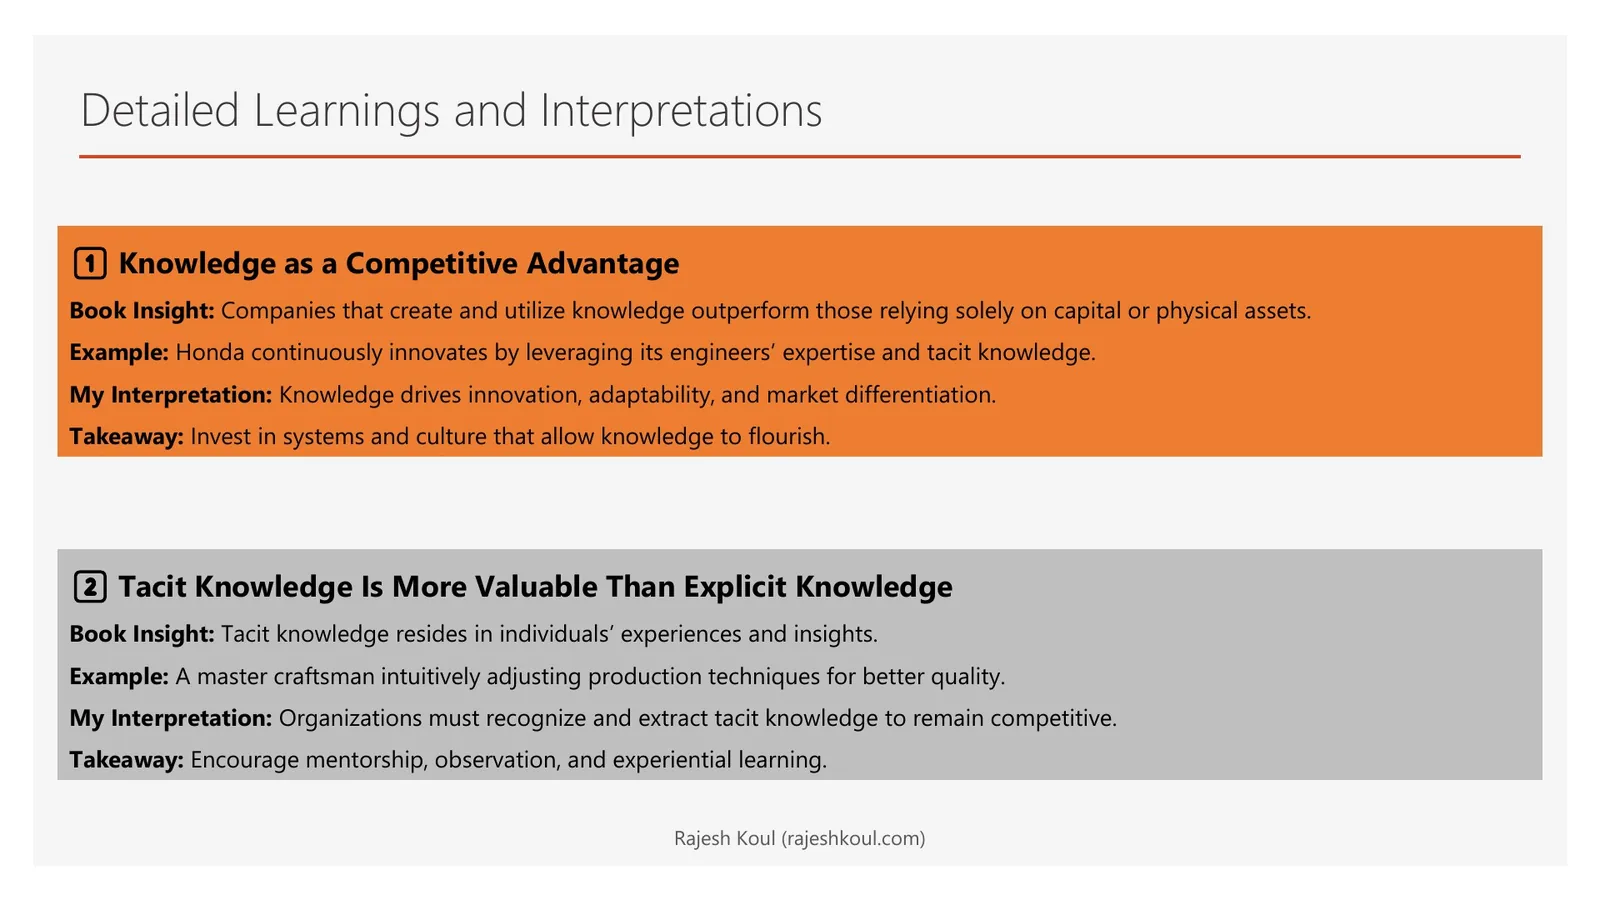 Detailed Learnings and Interpretations
1 Knowledge as a Competitive Advantage
Book Insight: Companies that create and utilize knowledge outperform those relying solely on capital or physical assets.
Example: Honda continuously innovates by leveraging its engineers’ expertise and tacit knowledge.
My Interpretation: Knowledge drives innovation, adaptability, and market differentiation.
Takeaway: Invest in systems and culture that allow knowledge to flourish.
2 Tacit Knowledge Is More Valuable Than Explicit Knowledge
Book Insight: Tacit knowledge resides in individuals’ experiences and insights.
Example: A master craftsman intuitively adjusting production techniques for better quality.
My Interpretation: Organizations must recognize and extract tacit knowledge to remain competitive.
Takeaway: Encourage mentorship, observation, and experiential learning.
Rajesh Koul (rajeshkoul.com)